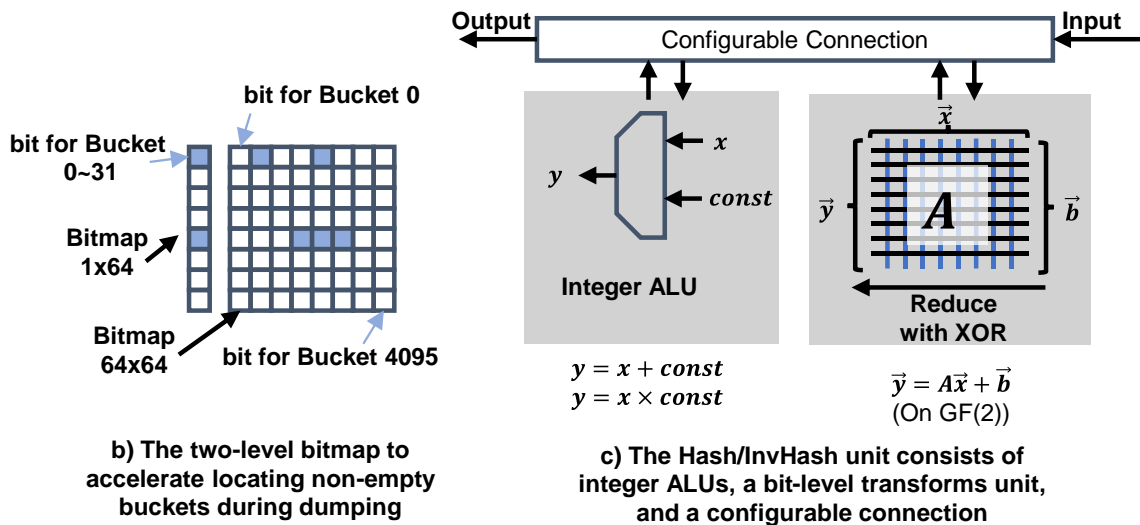 Output
Input
Configurable Connection
bit for Bucket 0
bit for Bucket
0~31
Bitmap
1x64
Bitmap
64x64
bit for Bucket 4095
x
y
const
Integer ALU
y = x + const
y = x × const
x⃗
y⃗
A
b⃗
Reduce
with XOR
y⃗ = Ax⃗ + b⃗
(On GF(2))
b) The two-level bitmap to
accelerate locating non-empty
buckets during dumping
c) The Hash/InvHash unit consists of
integer ALUs, a bit-level transforms unit,
and a configurable connection